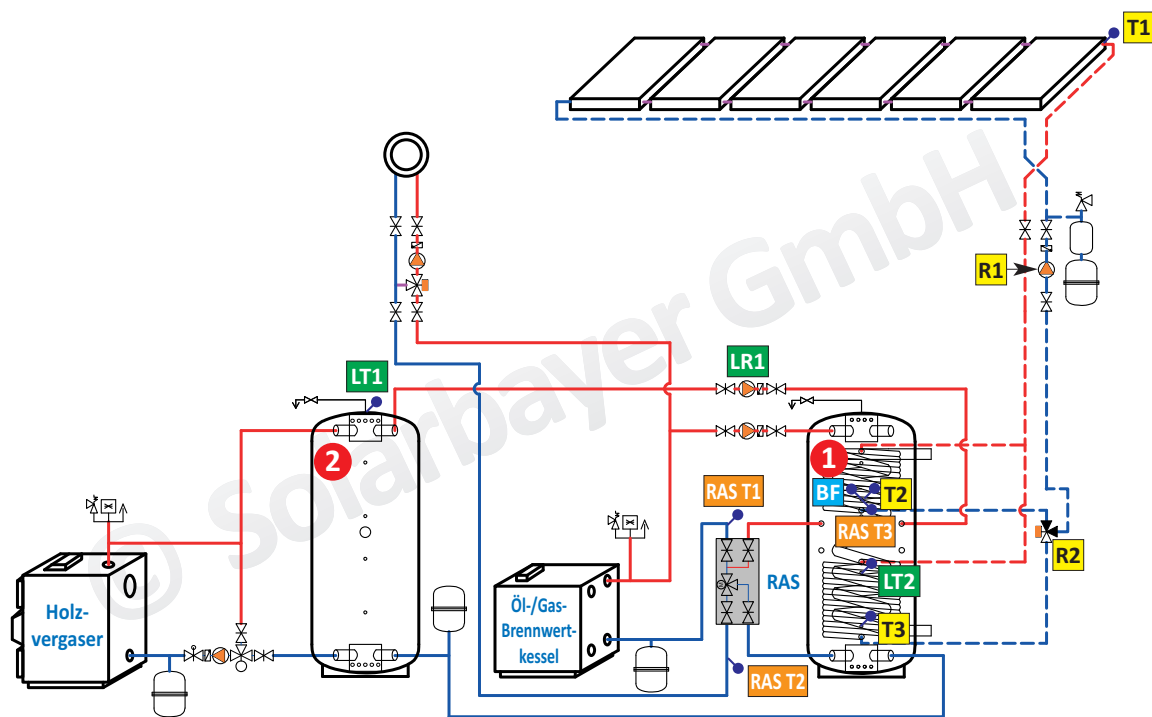 T1
© Solarbayer GmbH
R1
LT1
LR1
2
1
BF
T2
RAS T1
RAS T3
R2
RAS
LT2
Holz-
vergaser
Öl-/Gas-
Brennwert-
kessel
T3
RAS T2